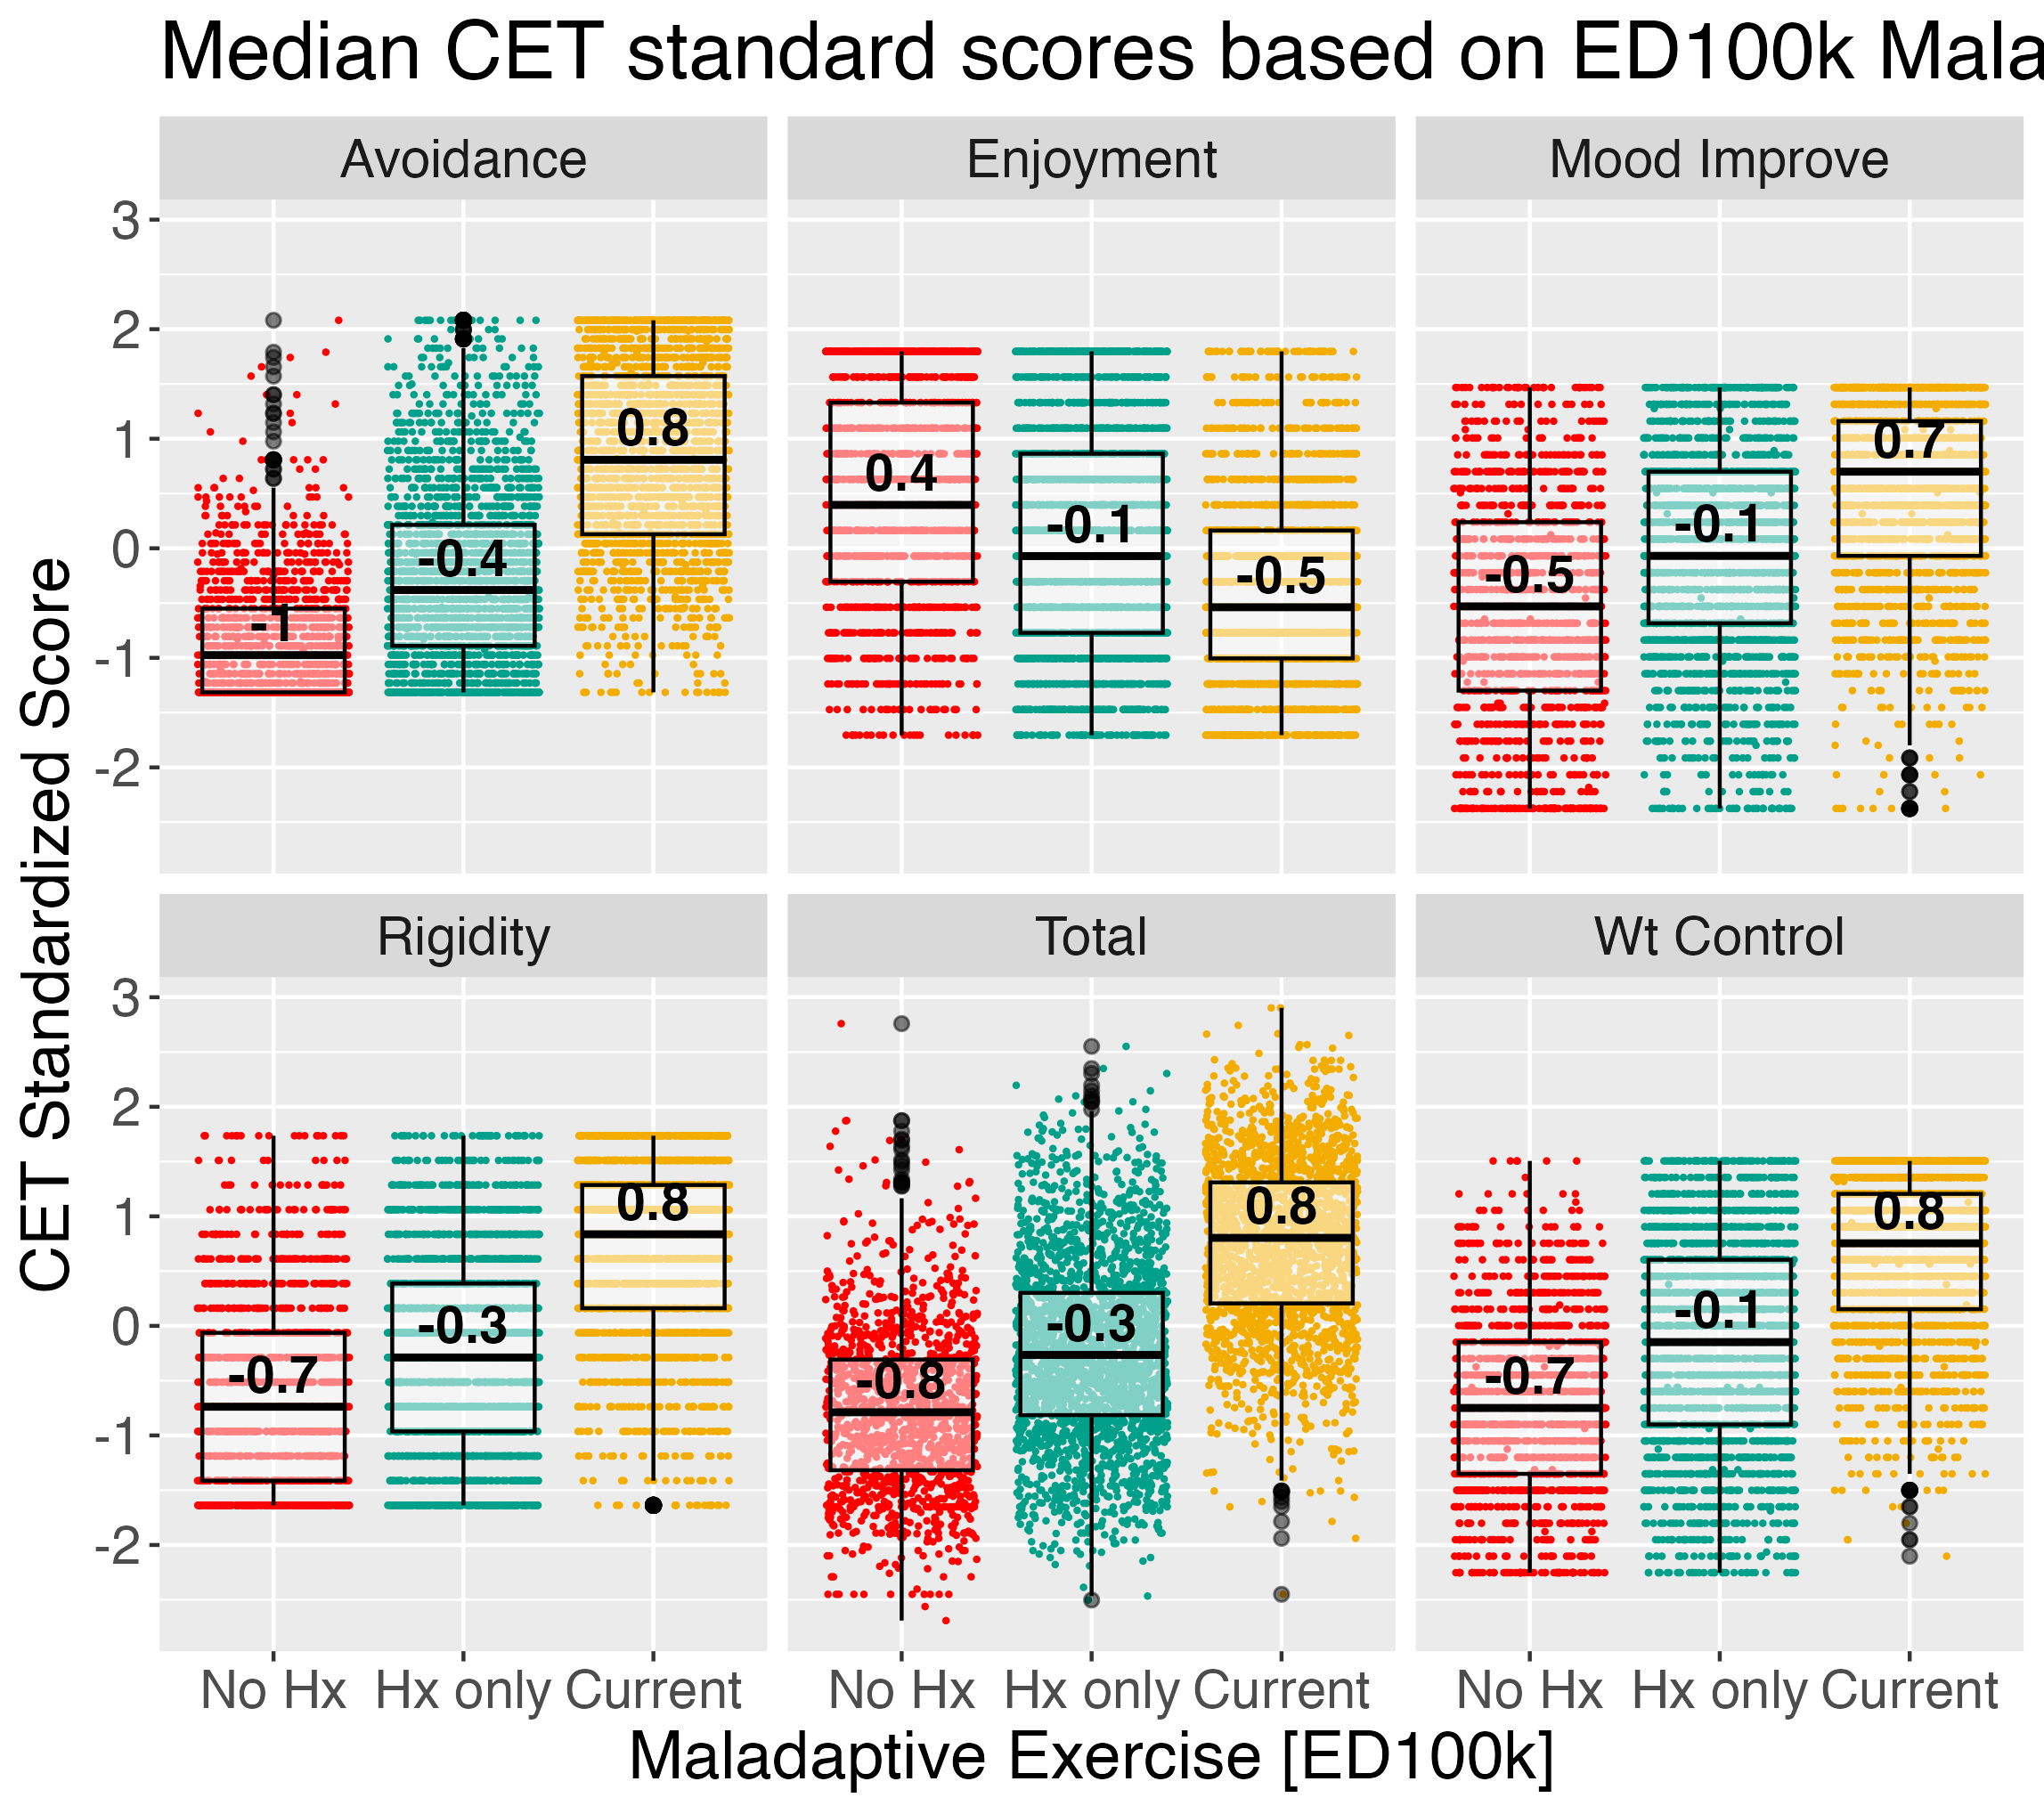 Median CET standard scores based on ED100k Mala
Avoidance
Enjoyment
Mood Improve
CET Standardized Score
3
2
1
0
-1
-2
-1
-0.4
0.8
0.4
-0.1
-0.5
-0.5
-0.1
0.7
Rigidity
Total
Wt Control
3
2
1
0
-1
-2
-0.7
-0.3
0.8
-0.8
-0.3
0.8
-0.7
-0.1
0.8
No Hx Hx only Current
No Hx Hx only Current
No Hx Hx only Current
Maladaptive Exercise [ED100k]